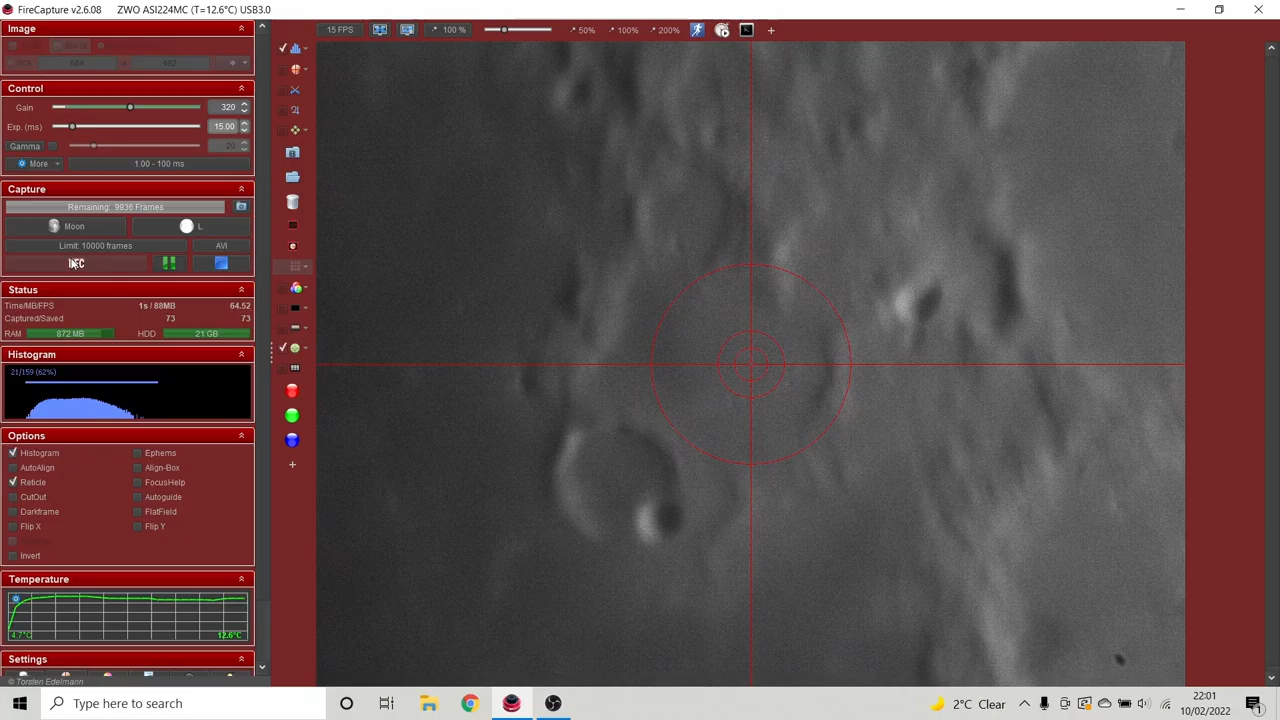 FireCapture v2.6.08 ZWO ASI224MC (T=12.6°C) USB3.0
Image
15 FPS 100 % 50% 100% 200%
Control
Gain 320
Exp. (ms) 15.00
Gamma 20
More 1.00 - 100 ms
Capture
Remaining: 9936 Frames
Moon L
Limit: 10000 frames AVI
Status
Time/MB/FPS 1s / 88MB 64.52
Captured/Saved 73 73
RAM 872 MB HDD 21 GB
Histogram
21/159 (62%)
Options
Histogram Ephems
AutoAlign Align-Box
Reticle FocusHelp
CutOut Autoguide
Darkframe FlatField
Flip X Flip Y
Invert
Temperature
4.7°C 12.6°C
Settings
© Torsten Edelmann
Type here to search
2°C Clear
22:01
10/02/2022
1